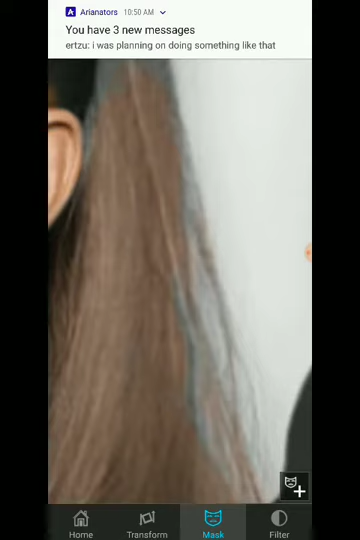 Arianators 10:50 AM
You have 3 new messages
ertzu: i was planning on doing something like that
Home Transform Mask Filter